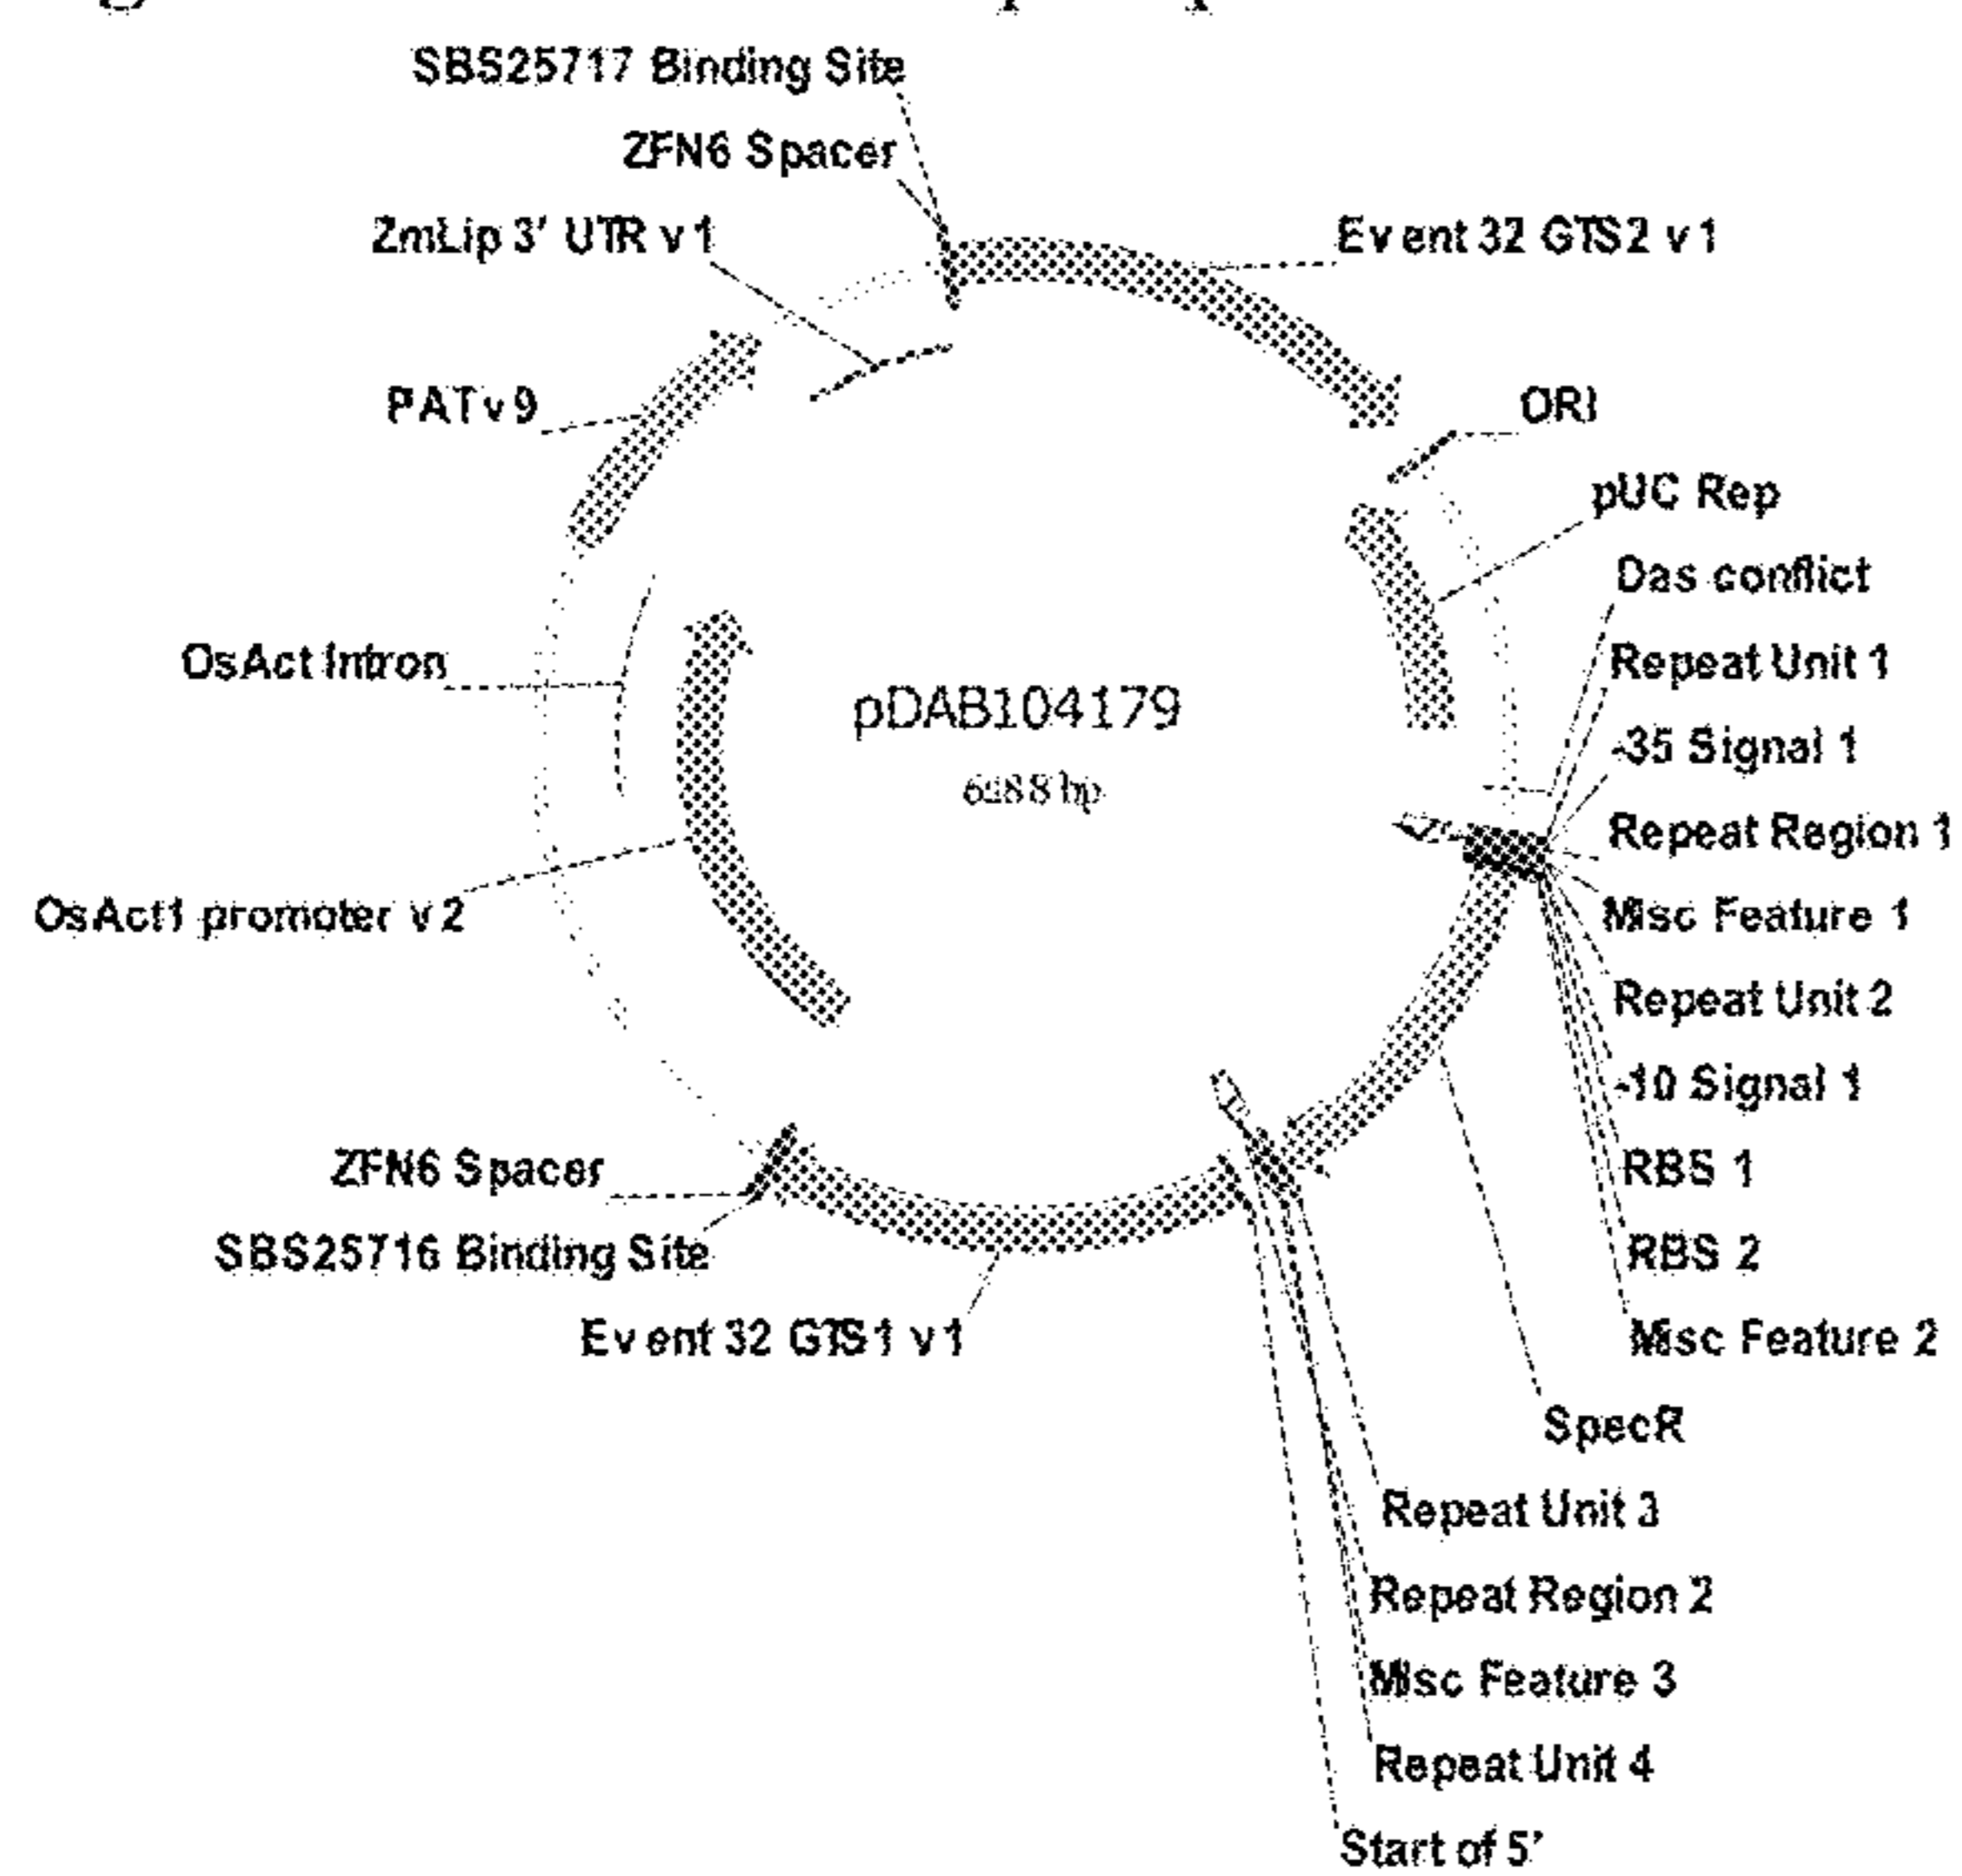 SBS25717 Binding Site
ZFN6 Spacer
ZmLip 3' UTR v1
Event 32 GTS2 v1
PAT v9
ORI
pUC Rep
Das conflict
Repeat Unit 1
OsAct Intron
-35 Signal 1
pDAB104179
bp
Repeat Region 1
OsAct1 promoter v2
Misc Feature 1
Repeat Unit 2
-10 Signal 1
ZFN6 Spacer
RBS 1
SBS25716 Binding Site
RBS 2
Event 32 GTS1 v1
Misc Feature 2
SpecR
Repeat Unit 3
Repeat Region 2
Misc Feature 3
Repeat Unit 4
Start of 5'